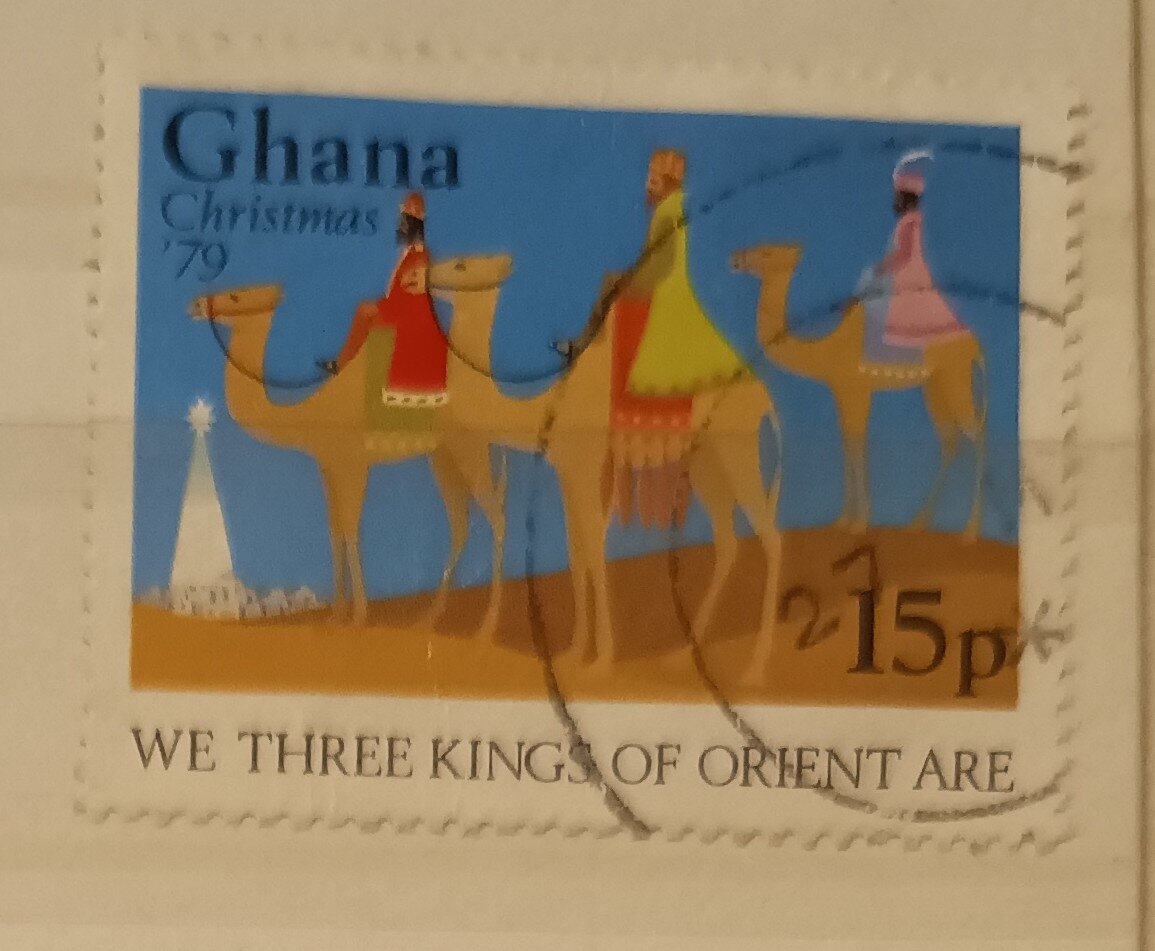 Ghana
Christmas
'79
15p
WE THREE KINGS OF ORIENT ARE